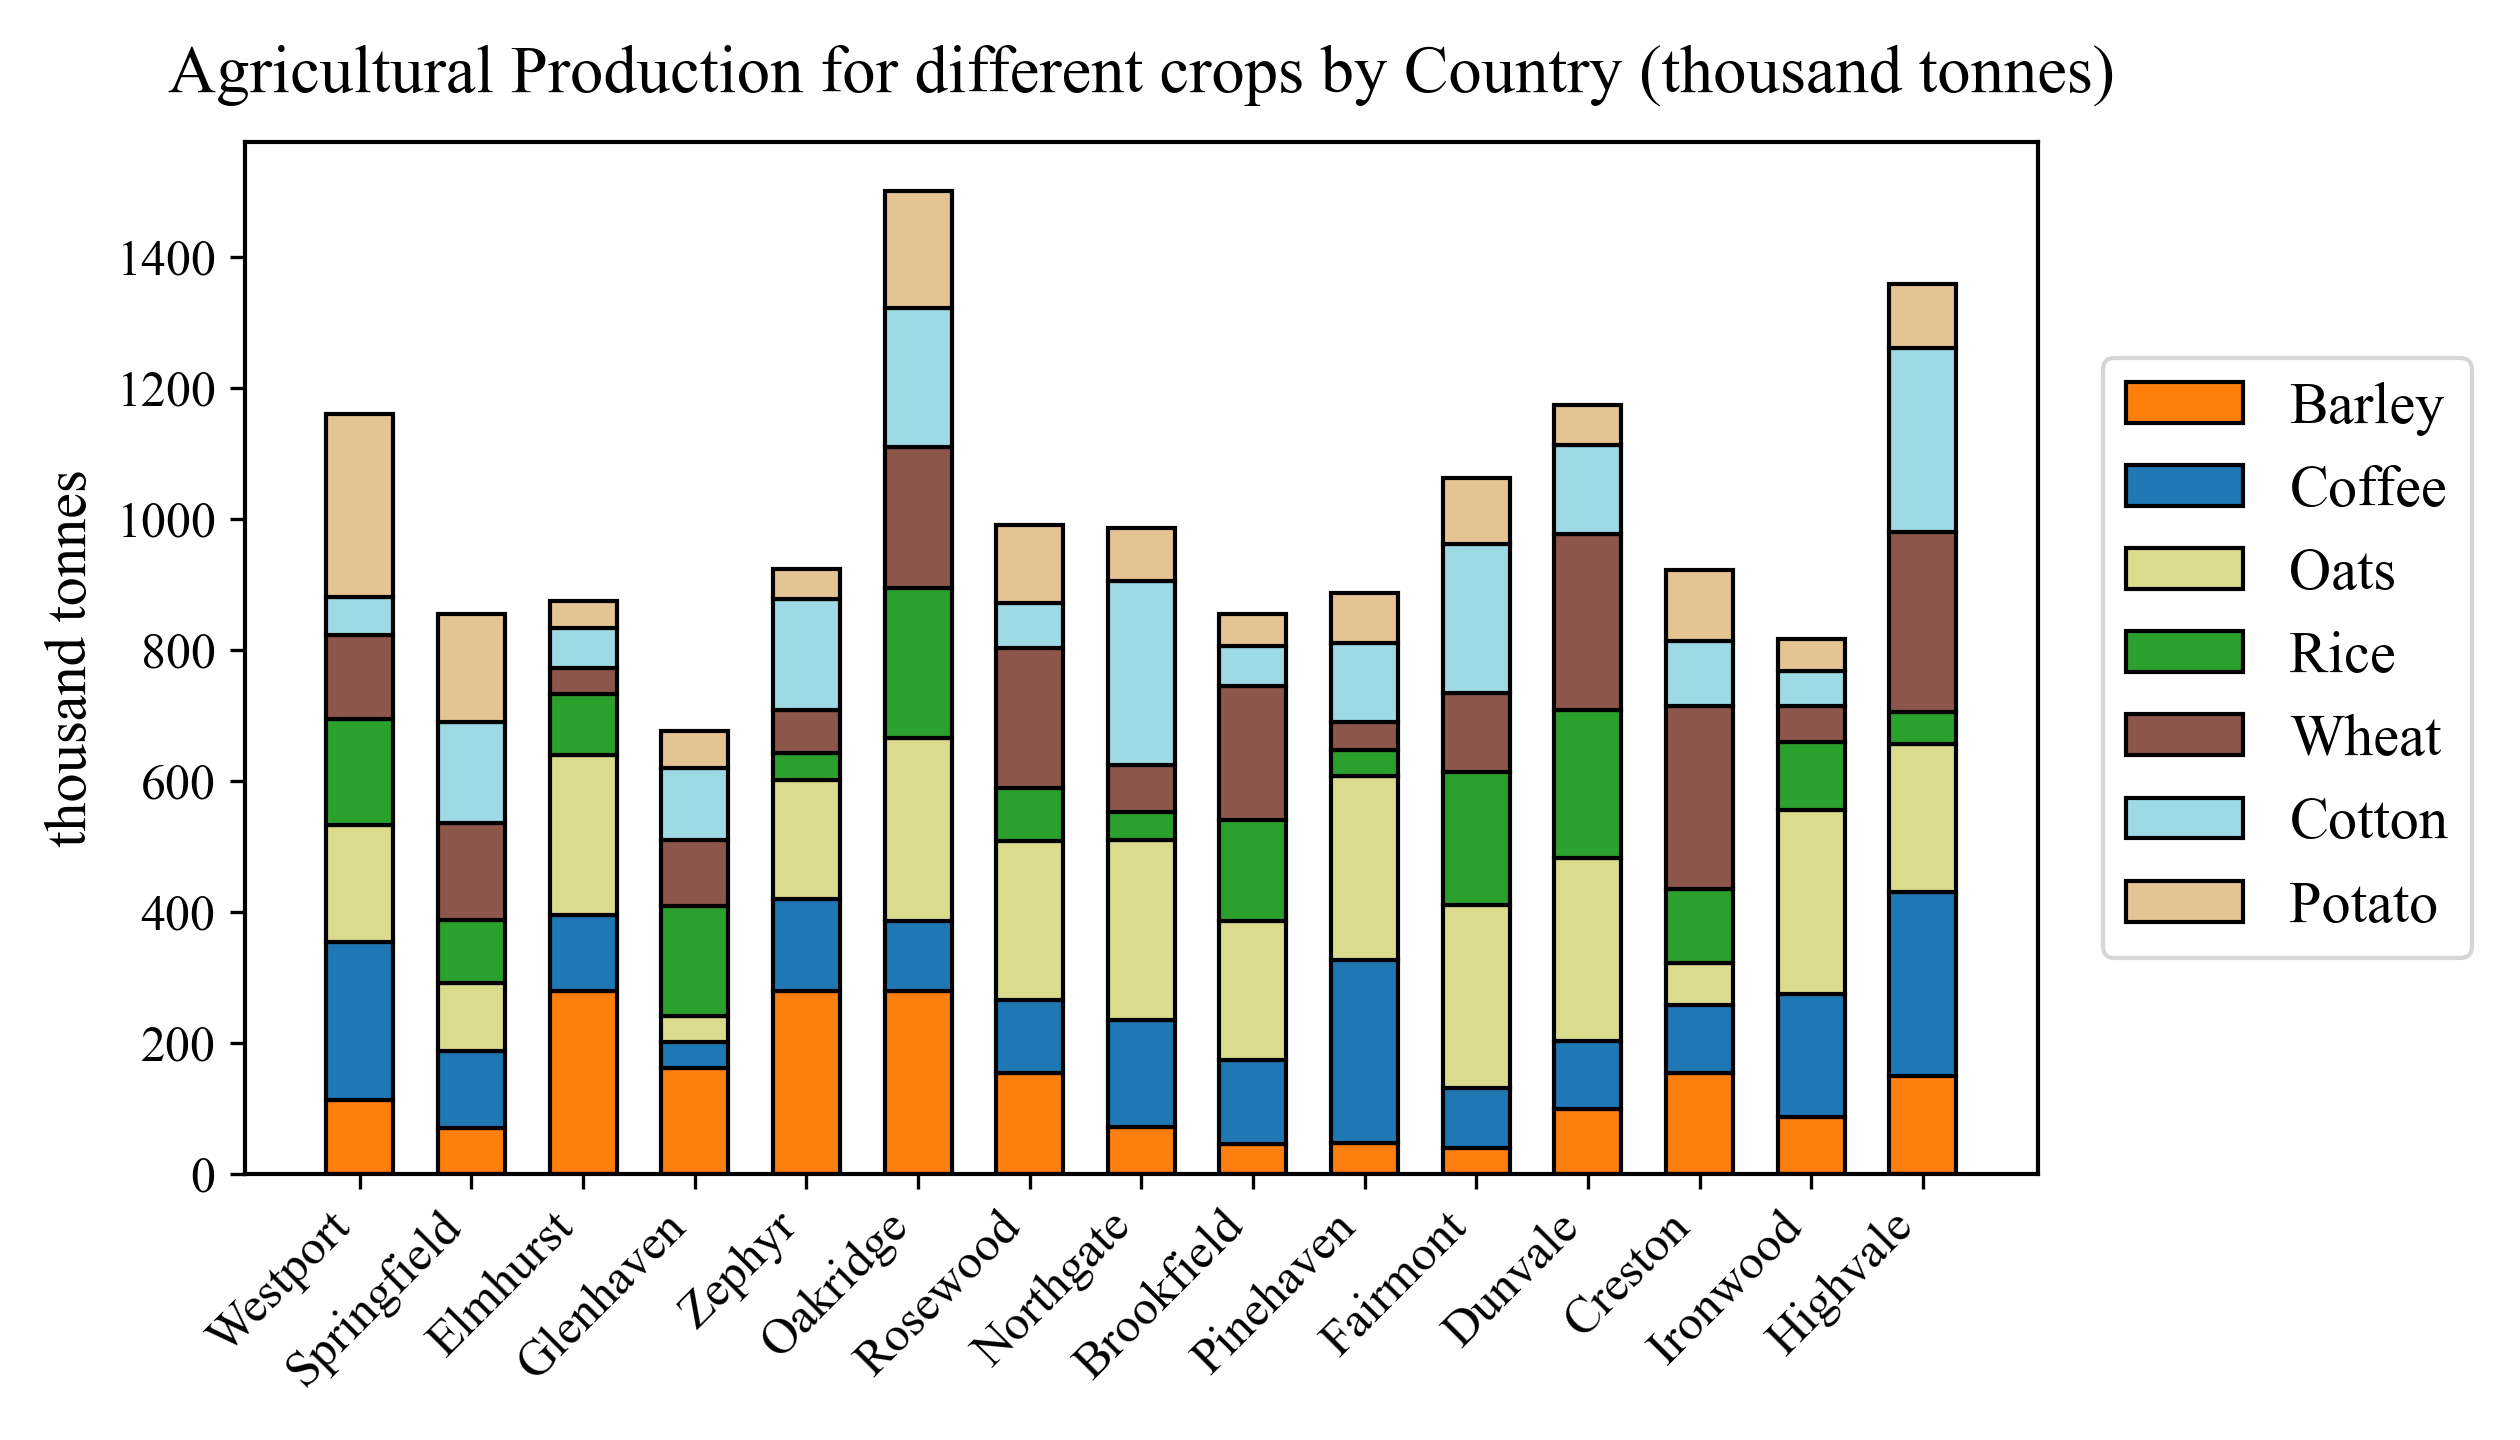 Agricultural Production for different crops by Country (thousand tonnes)
thousand tonnes
1400
1200
1000
800
600
400
200
0
Westport
Springfield
Elmhurst
Glenhaven
Zephyr
Oakridge
Rosewood
Northgate
Brookfield
Pinehaven
Fairmont
Dunvale
Creston
Ironwood
Highvale
Barley
Coffee
Oats
Rice
Wheat
Cotton
Potato